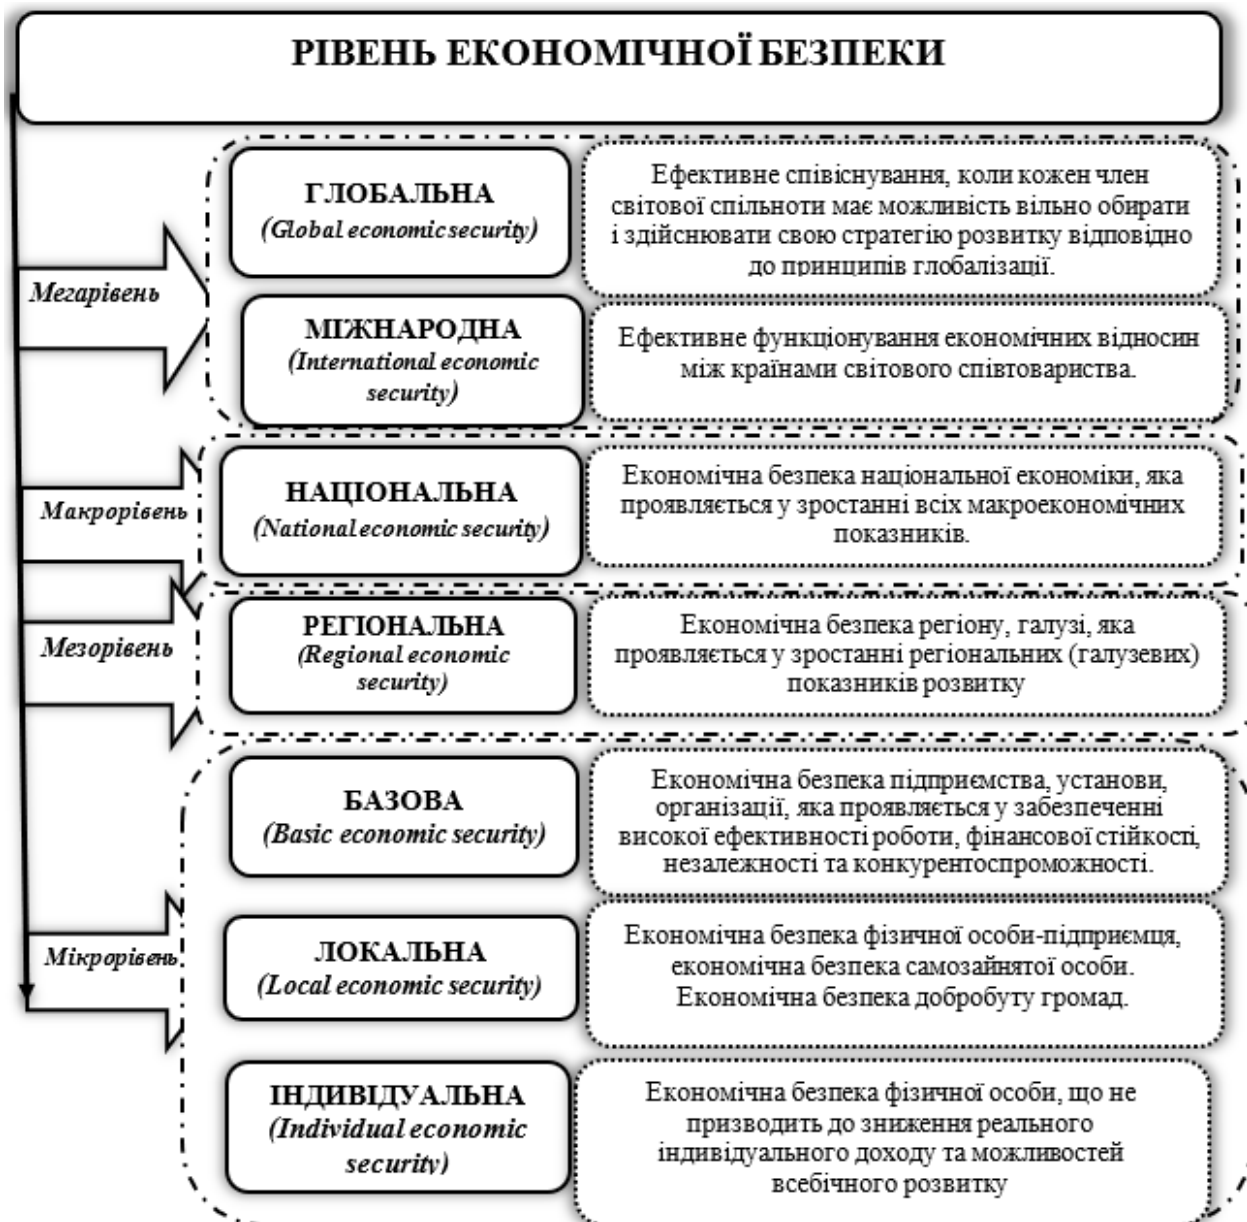 РІВЕНЬ ЕКОНОМІЧНОЇ БЕЗПЕКИ
Мегарівень
ГЛОБАЛЬНА
(Global economic security)
Ефективне співіснування, коли кожен член
світової спільноти має можливість вільно обирати
і здійснювати свою стратегію розвитку відповідно
до принципів глобалізації.
МІЖНАРОДНА
(International economic
security)
Ефективне функціонування економічних відносин
між країнами світового співтовариства.
Макрорівень
НАЦІОНАЛЬНА
(National economic security)
Економічна безпека національної економіки, яка
проявляється у зростанні всіх макроекономічних
показників.
Мезорівень
РЕГІОНАЛЬНА
(Regional economic
security)
Економічна безпека регіону, галузі, яка
проявляється у зростанні регіональних (галузевих)
показників розвитку
Мікрорівень
БАЗОВА
(Basic economic security)
Економічна безпека підприємства, установи,
організації, яка проявляється у забезпеченні
високої ефективності роботи, фінансової стійкості,
незалежності та конкурентоспроможності.
ЛОКАЛЬНА
(Local economic security)
Економічна безпека фізичної особи-підприємця,
економічна безпека самозайнятої особи.
Економічна безпека добробуту громад.
ІНДИВІДУАЛЬНА
(Individual economic
security)
Економічна безпека фізичної особи, що не
призводить до зниження реального
індивідуального доходу та можливостей
всебічного розвитку